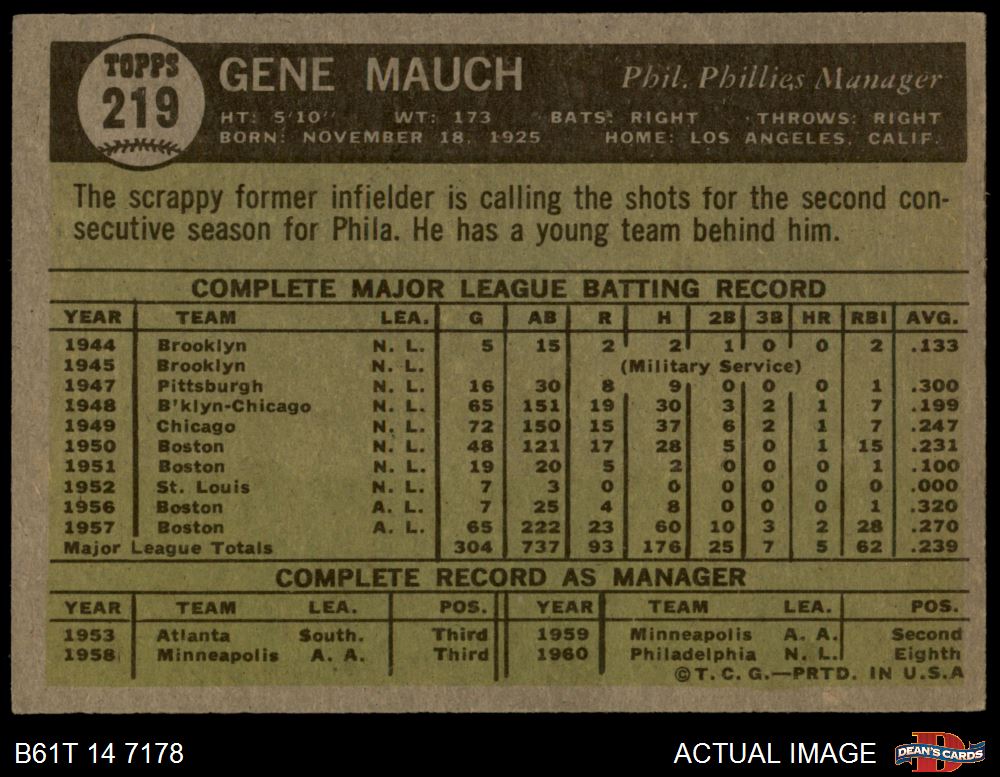 TOPPS
219
GENE MAUCH
Phil. Phillies Manager
HT: 5'10" WT: 173 BATS: RIGHT THROWS: RIGHT
BORN: NOVEMBER 18, 1925 HOME: LOS ANGELES, CALIF.
The scrappy former infielder is calling the shots for the second con-
secutive season for Phila. He has a young team behind him.
COMPLETE MAJOR LEAGUE BATTING RECORD
YEAR TEAM LEA. G AB R H 2B 3B HR RBI AVG.
1944 Brooklyn N. L. 5 15 2 2 1 0 0 2 .133
1945 Brooklyn N. L. (Military Service)
1947 Pittsburgh N. L. 16 30 8 9 0 0 0 1 .300
1948 B'klyn-Chicago N. L. 65 151 19 30 3 2 1 7 .199
1949 Chicago N. L. 72 150 15 37 6 2 1 7 .247
1950 Boston N. L. 48 121 17 28 5 0 1 15 .231
1951 Boston N. L. 19 20 5 2 0 0 0 1 .100
1952 St. Louis N. L. 7 3 0 0 0 0 0 0 .000
1956 Boston A. L. 7 25 4 8 0 0 0 1 .320
1957 Boston A. L. 65 222 23 60 10 3 2 28 .270
Major League Totals 304 737 93 176 25 7 5 62 .239
COMPLETE RECORD AS MANAGER
YEAR TEAM LEA. POS. YEAR TEAM LEA. POS.
1953 Atlanta South. Third 1959 Minneapolis A. A. Second
1958 Minneapolis A. A. Third 1960 Philadelphia N. L. Eighth
©T. C. G.—PRTD. IN U.S.A
B61T 14 7178
ACTUAL IMAGE
DEAN'S CARDS